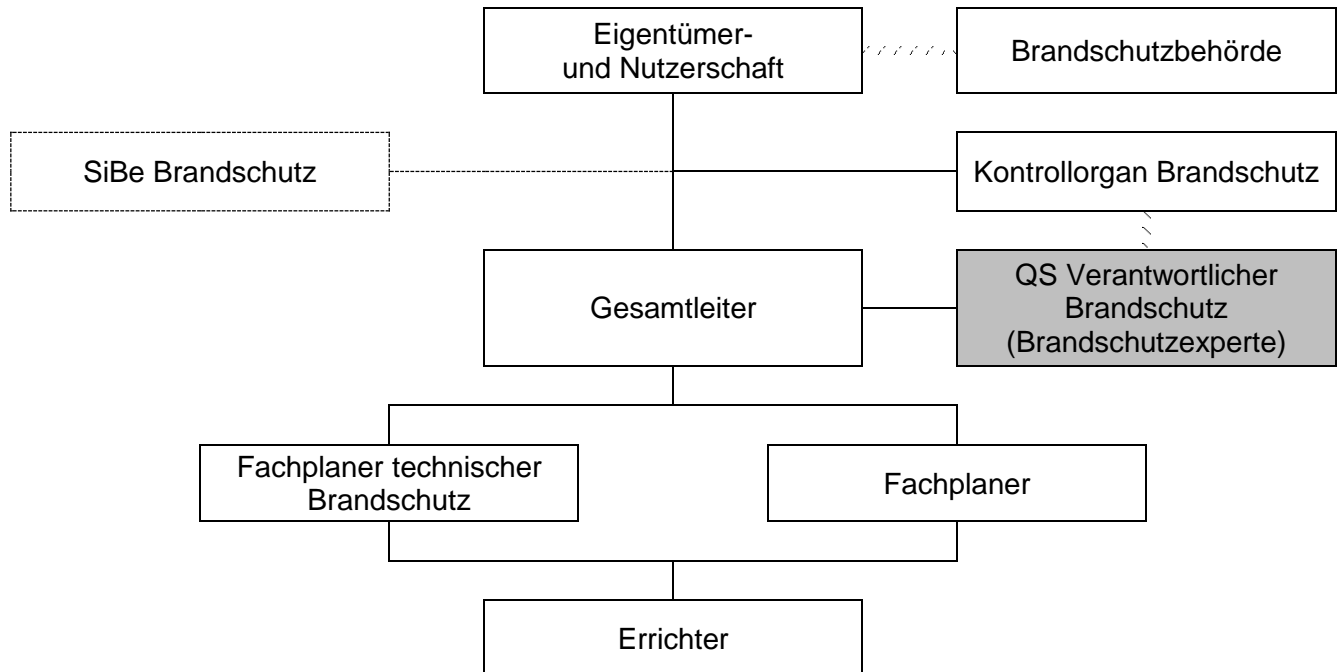 Eigentümer-
und Nutzerschaft
Brandschutzbehörde
SiBe Brandschutz
Kontrollorgan Brandschutz
Gesamtleiter
QS Verantwortlicher
Brandschutz
(Brandschutzexperte)
Fachplaner technischer
Brandschutz
Fachplaner
Errichter